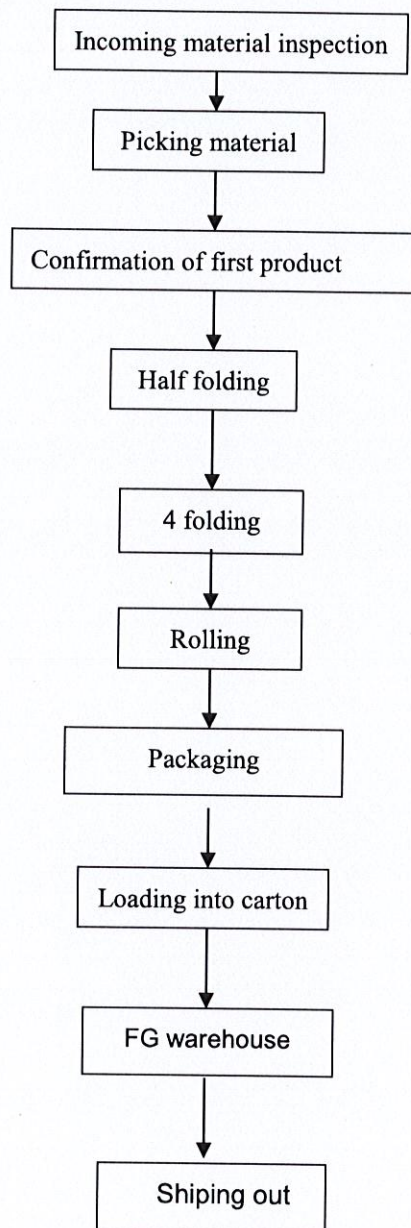 Incoming material inspection
Picking material
Confirmation of first product
Half folding
4 folding
Rolling
Packaging
Loading into carton
FG warehouse
Shiping out